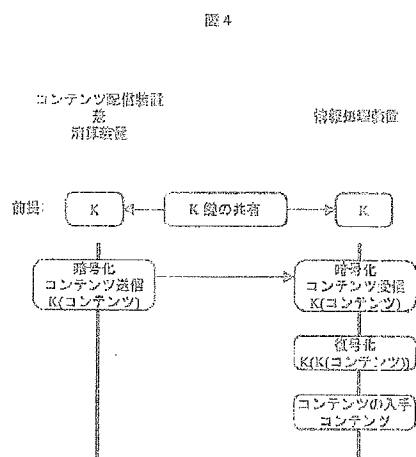 図4
コンテンツ配信装置
兼
清算装置
情報処理装置
前提:
K
K 鍵の共有
K
暗号化
コンテンツ送信
K(コンテンツ)
暗号化
コンテンツ受信
K(コンテンツ)
復号化
K(K(コンテンツ))
コンテンツの入手
コンテンツ